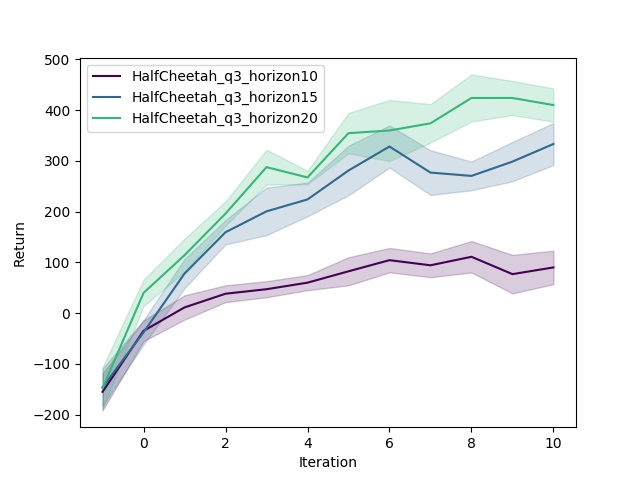 500
400
300
200
100
0
−100
−200
Return
HalfCheetah_q3_horizon10
HalfCheetah_q3_horizon15
HalfCheetah_q3_horizon20
0 2 4 6 8 10
Iteration